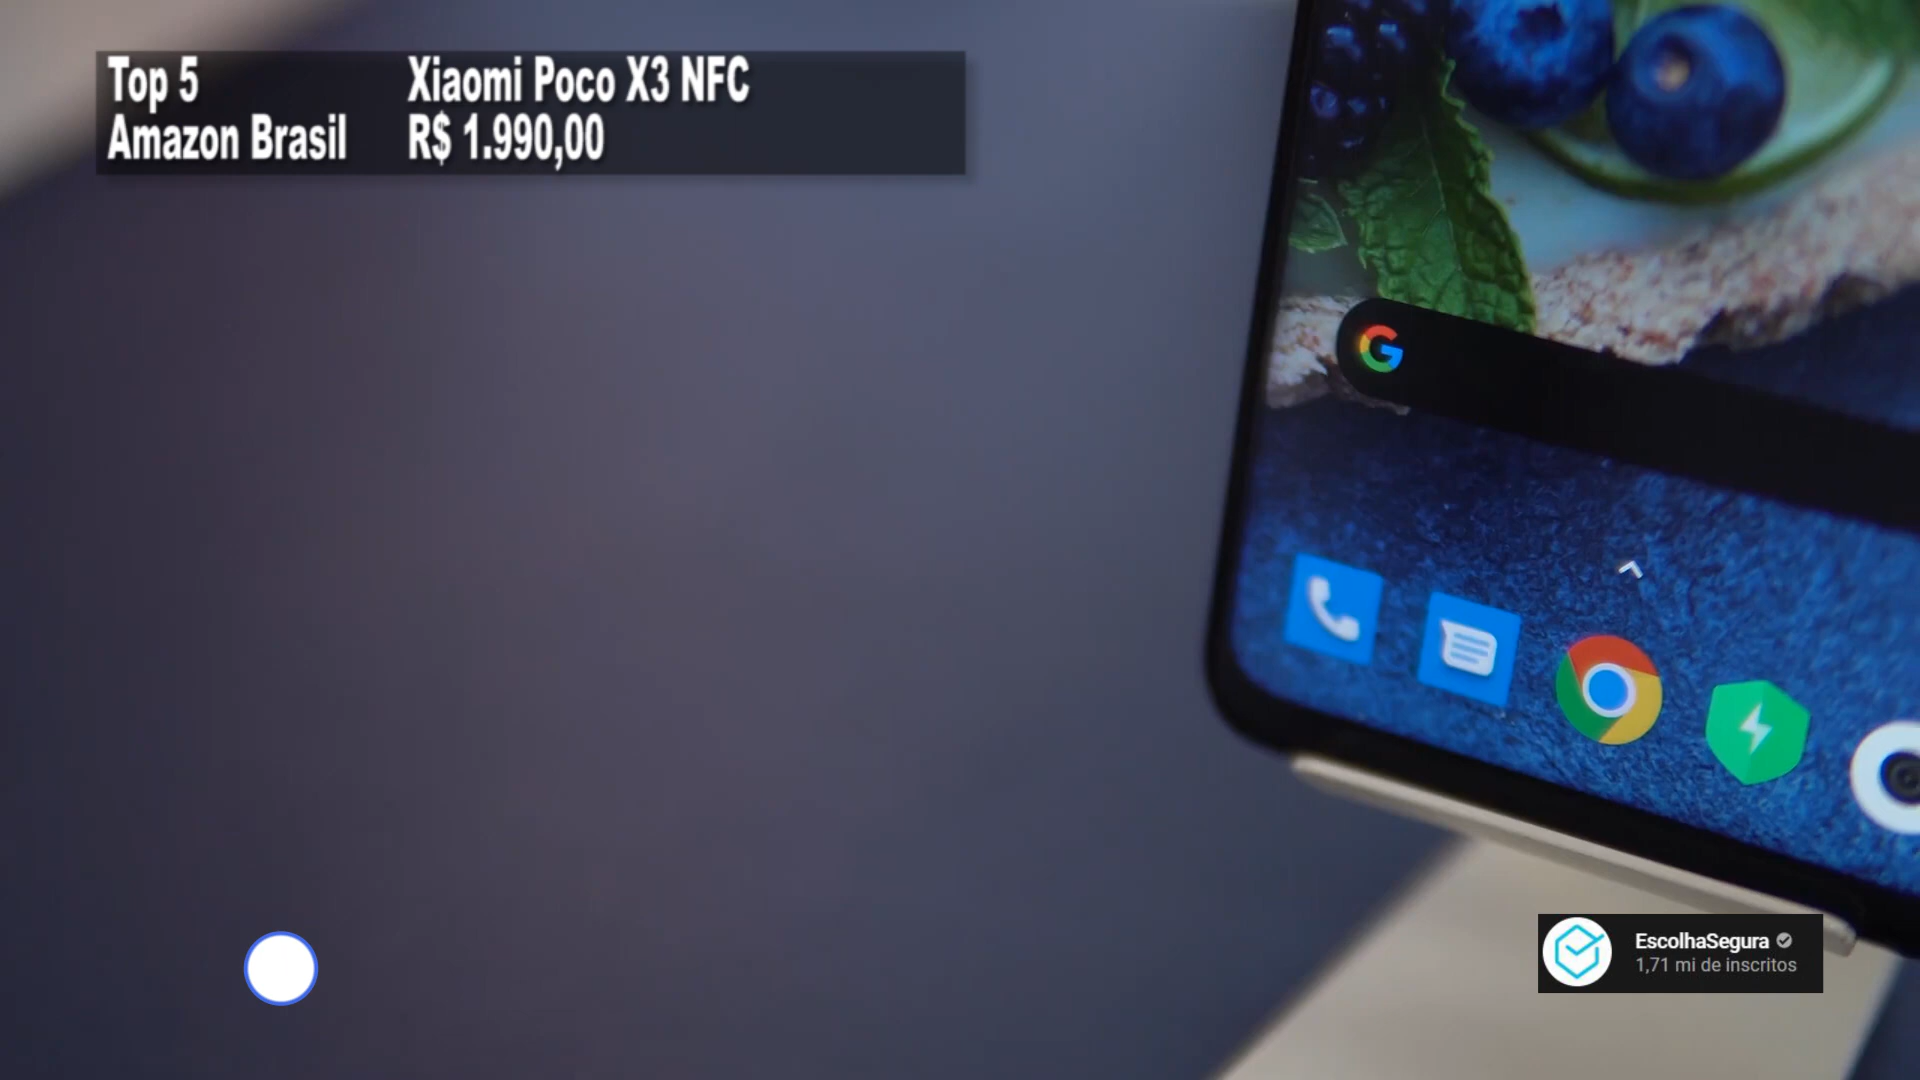 Top 5
Amazon Brasil
Xiaomi Poco X3 NFC
R$ 1.990,00
G
EscolhaSegura
1,71 mi de inscritos